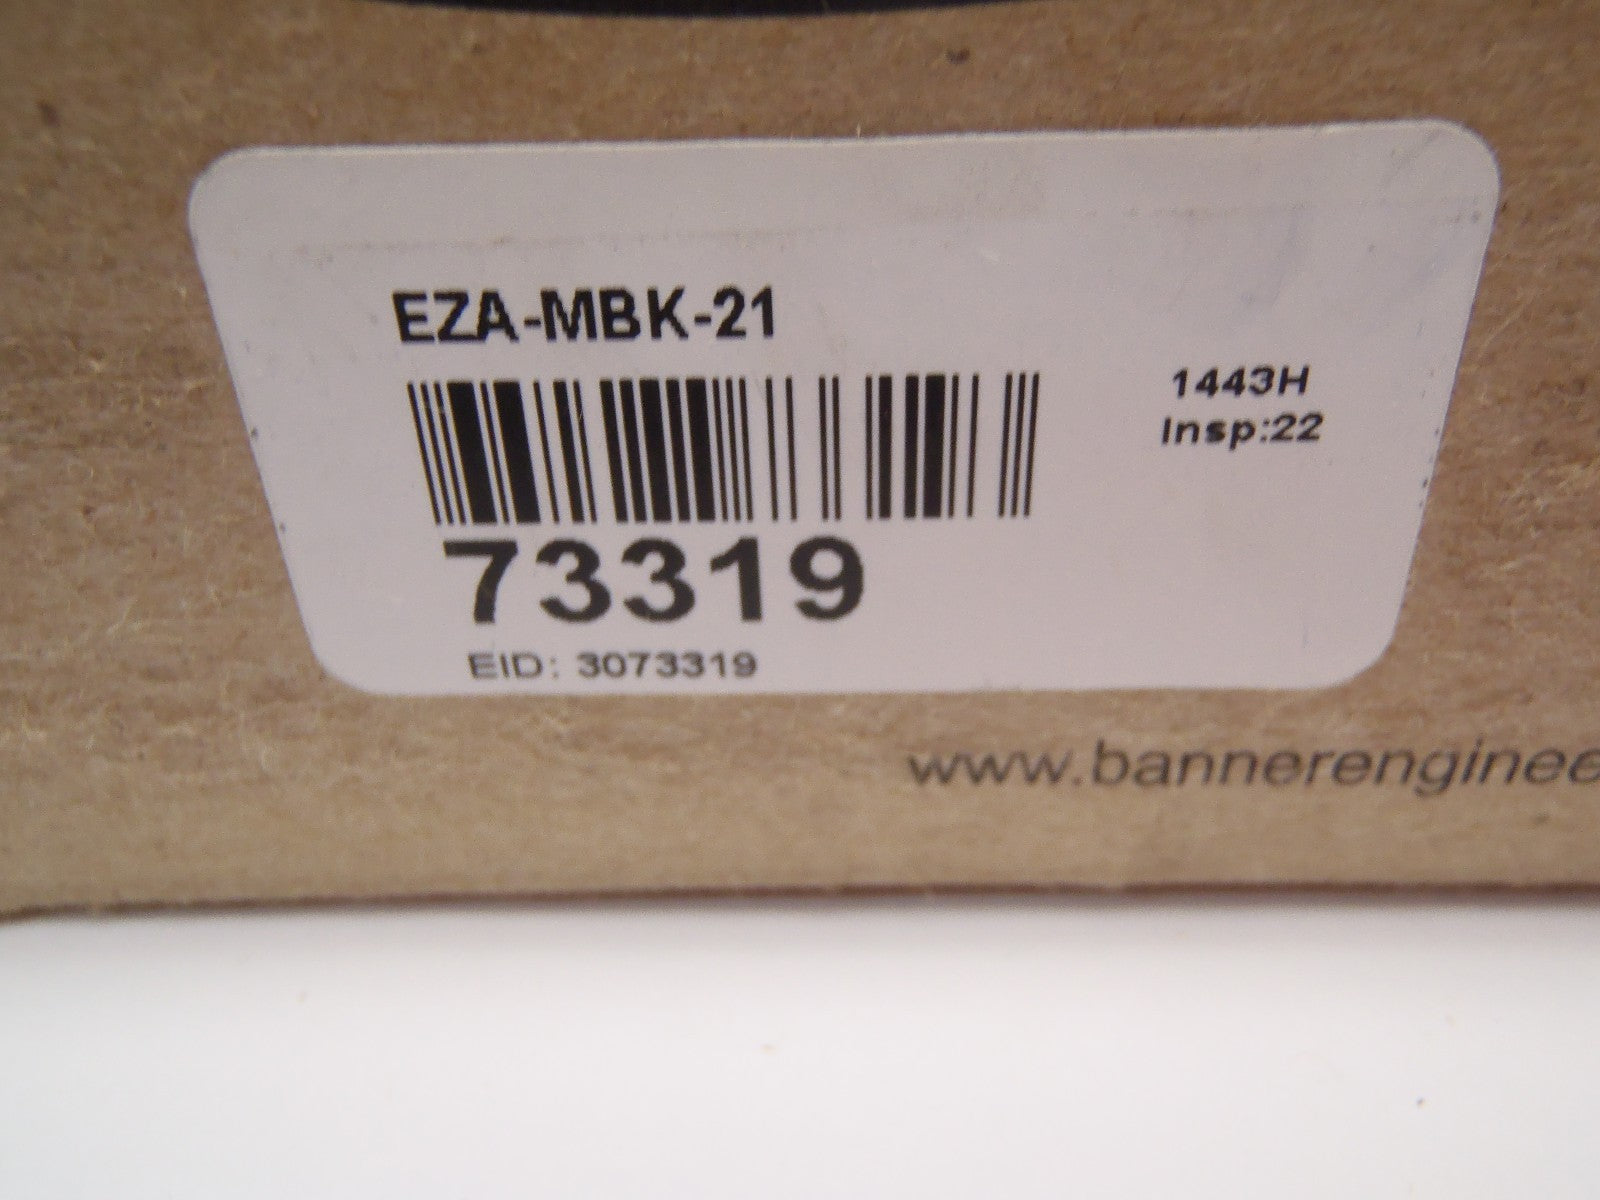 EZA-MBK-21
1443H
Insp:22
73319
EID: 3073319
www.bannerenginee